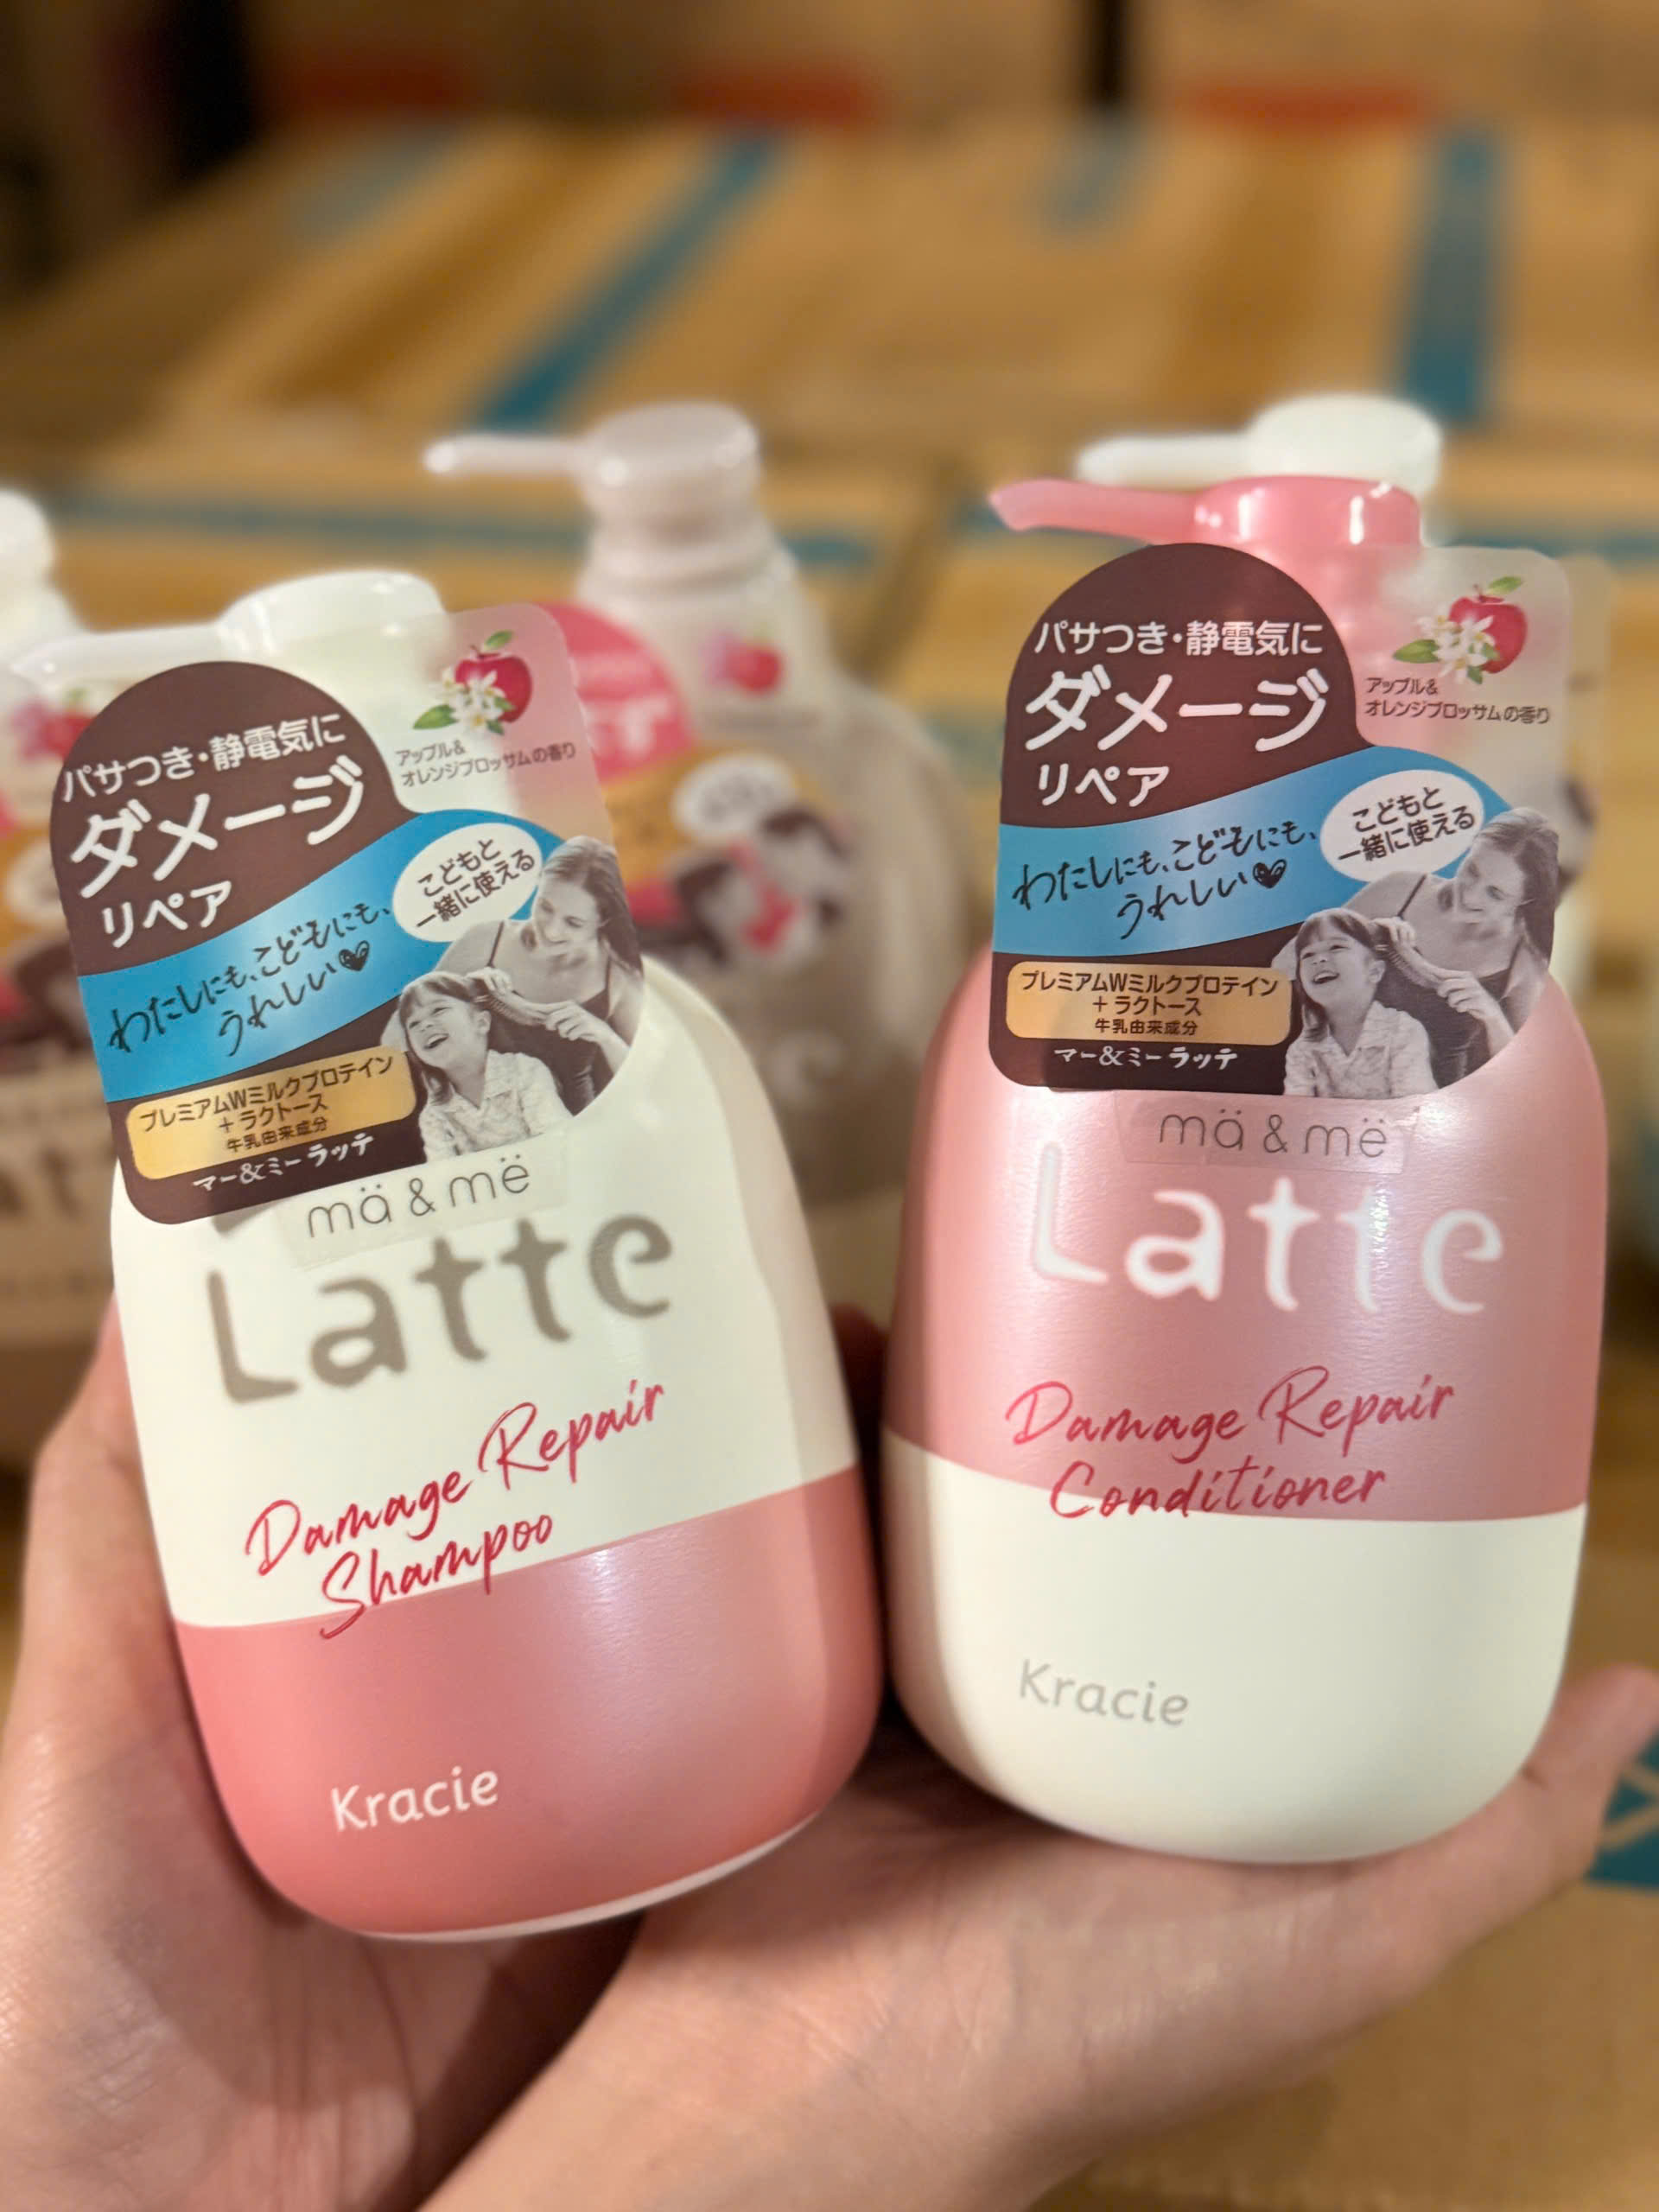 パサつき・静電気に
ダメージ
リペア
アップル&
オレンジブロッサムの香り
わたしにも、こどもにも、
うれしい
こどもと
一緒に使える
プレミアムWミルクプロテイン
+ ラクトース
牛乳由来成分
マー&ミー ラッテ
mä & më
Latte
Damage Repair
Shampoo
Kracie
パサつき・静電気に
ダメージ
リペア
アップル&
オレンジブロッサムの香り
わたしにも、こどもにも、
うれしい
こどもと
一緒に使える
プレミアムWミルクプロテイン
+ ラクトース
牛乳由来成分
マー&ミー ラッテ
mä & më
Latte
Damage Repair
Conditioner
Kracie